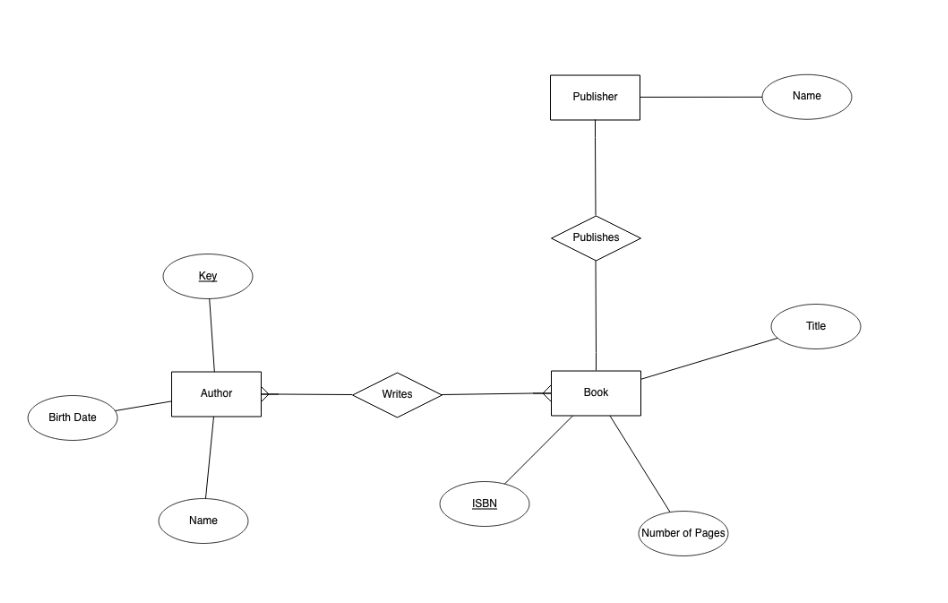 Publisher
Name
Publishes
Key
Title
Author
Writes
Book
Birth Date
ISBN
Name
Number of Pages